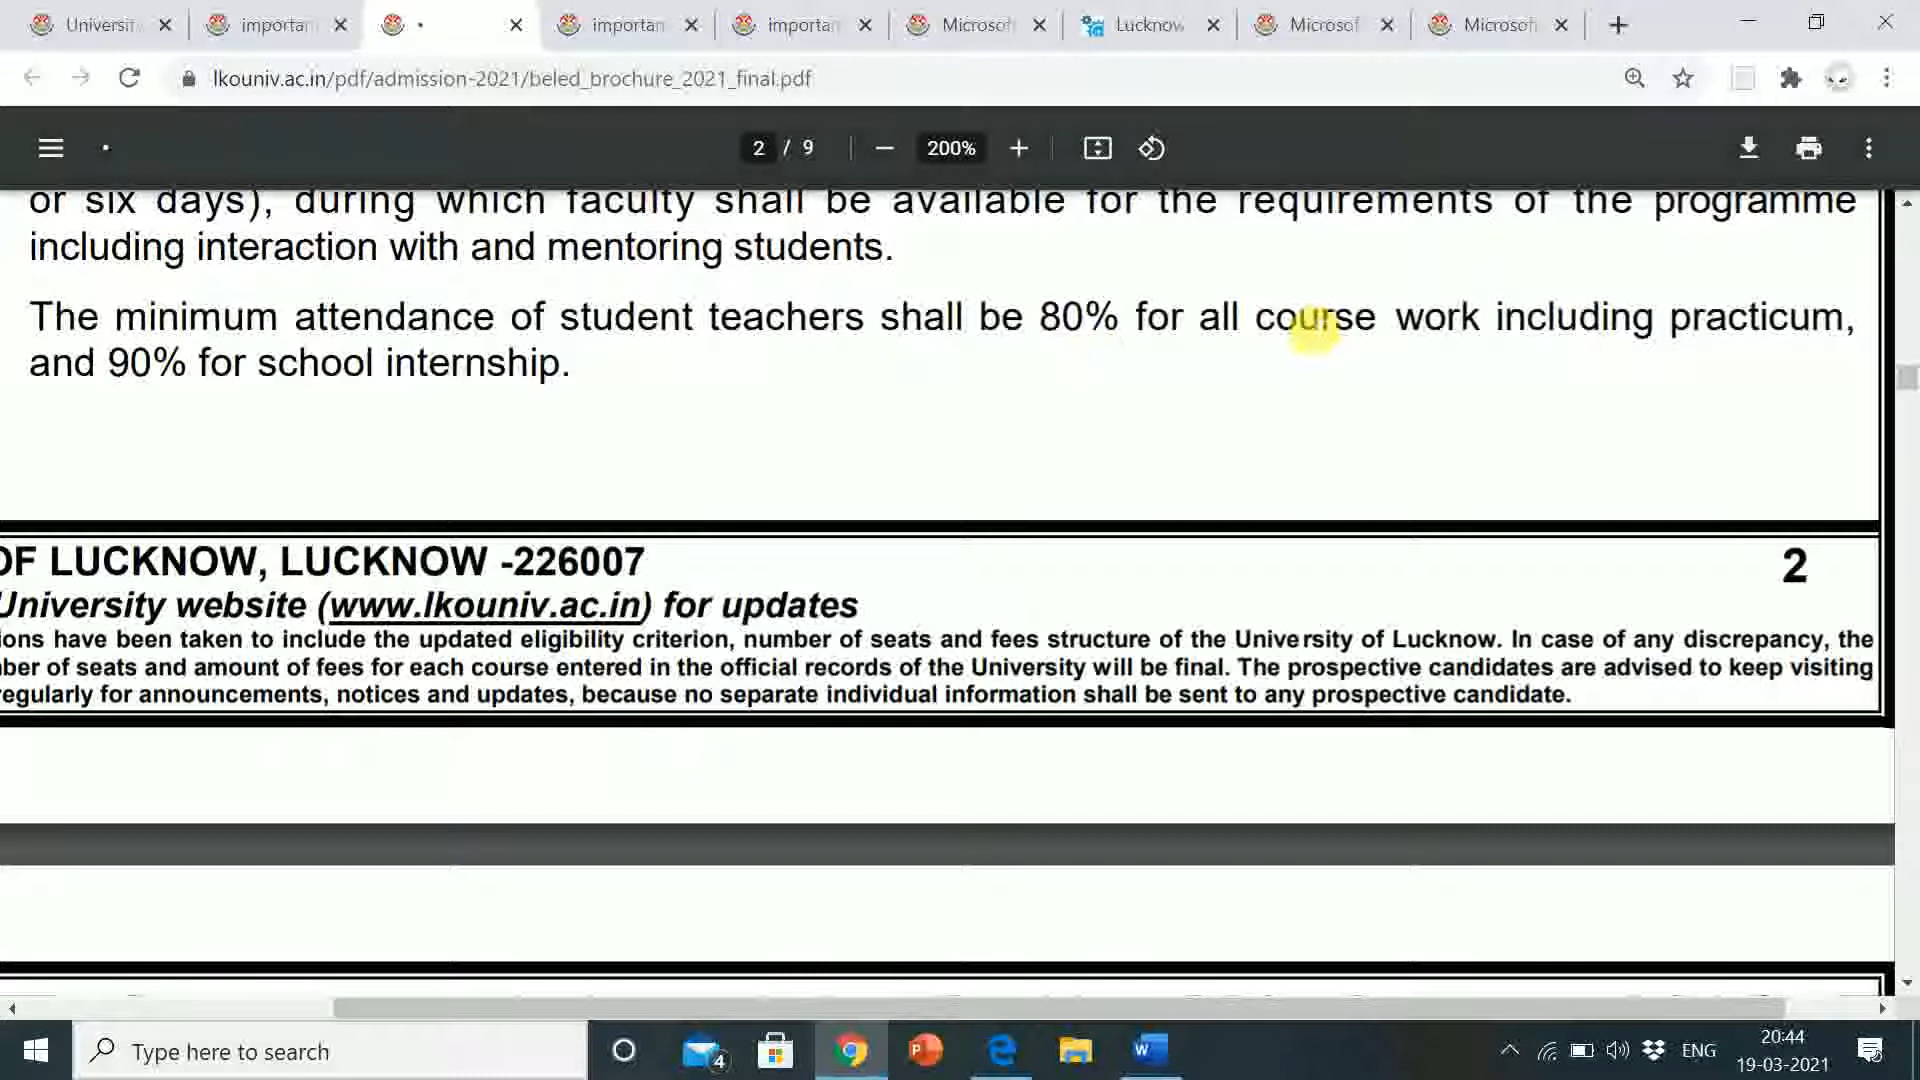 Universit
importan
importan
importan
Microsoft
Lucknow
Microsof
Microsoft
lkouniv.ac.in/pdf/admission-2021/beled_brochure_2021_final.pdf
2 / 9
200%
or six days), during which faculty shall be available for the requirements of the programme
including interaction with and mentoring students.
The minimum attendance of student teachers shall be 80% for all course work including practicum,
and 90% for school internship.
OF LUCKNOW, LUCKNOW -226007
2
University website (www.lkouniv.ac.in) for updates
ions have been taken to include the updated eligibility criterion, number of seats and fees structure of the University of Lucknow. In case of any discrepancy, the
ber of seats and amount of fees for each course entered in the official records of the University will be final. The prospective candidates are advised to keep visiting
regularly for announcements, notices and updates, because no separate individual information shall be sent to any prospective candidate.
Type here to search
4
ENG
20:44
19-03-2021